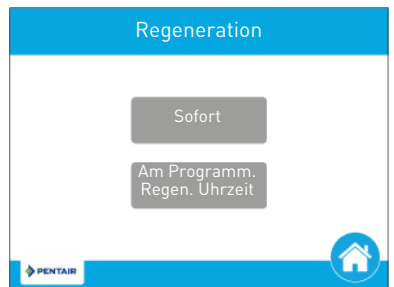 Regeneration
Sofort
Am Programm.
Regen. Uhrzeit
PENTAIR